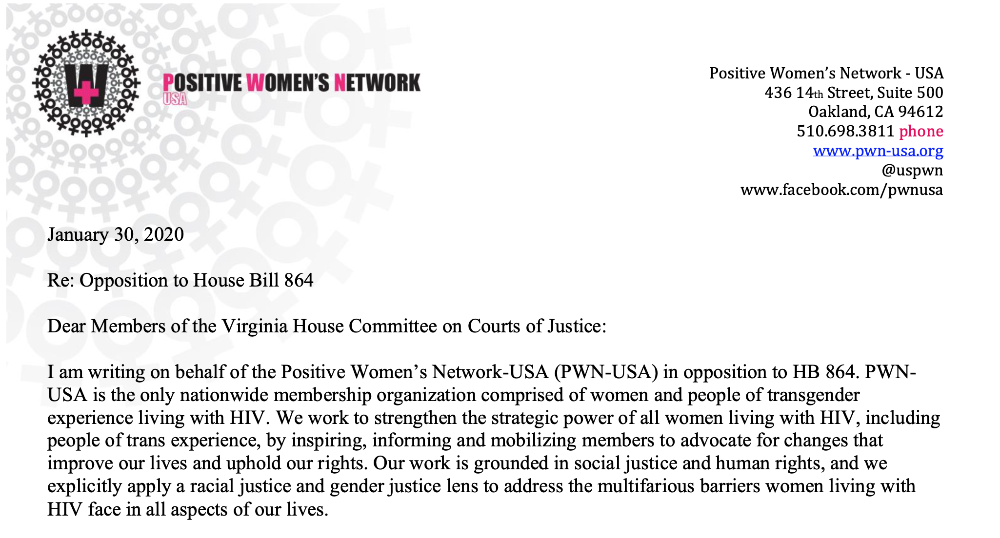 W
POSITIVE WOMEN'S NETWORK
USA
Positive Women’s Network - USA
436 14th Street, Suite 500
Oakland, CA 94612
510.698.3811 phone
www.pwn-usa.org
@uspwn
www.facebook.com/pwnusa
January 30, 2020
Re: Opposition to House Bill 864
Dear Members of the Virginia House Committee on Courts of Justice:
I am writing on behalf of the Positive Women’s Network-USA (PWN-USA) in opposition to HB 864. PWN-
USA is the only nationwide membership organization comprised of women and people of transgender
experience living with HIV. We work to strengthen the strategic power of all women living with HIV, including
people of trans experience, by inspiring, informing and mobilizing members to advocate for changes that
improve our lives and uphold our rights. Our work is grounded in social justice and human rights, and we
explicitly apply a racial justice and gender justice lens to address the multifarious barriers women living with
HIV face in all aspects of our lives.